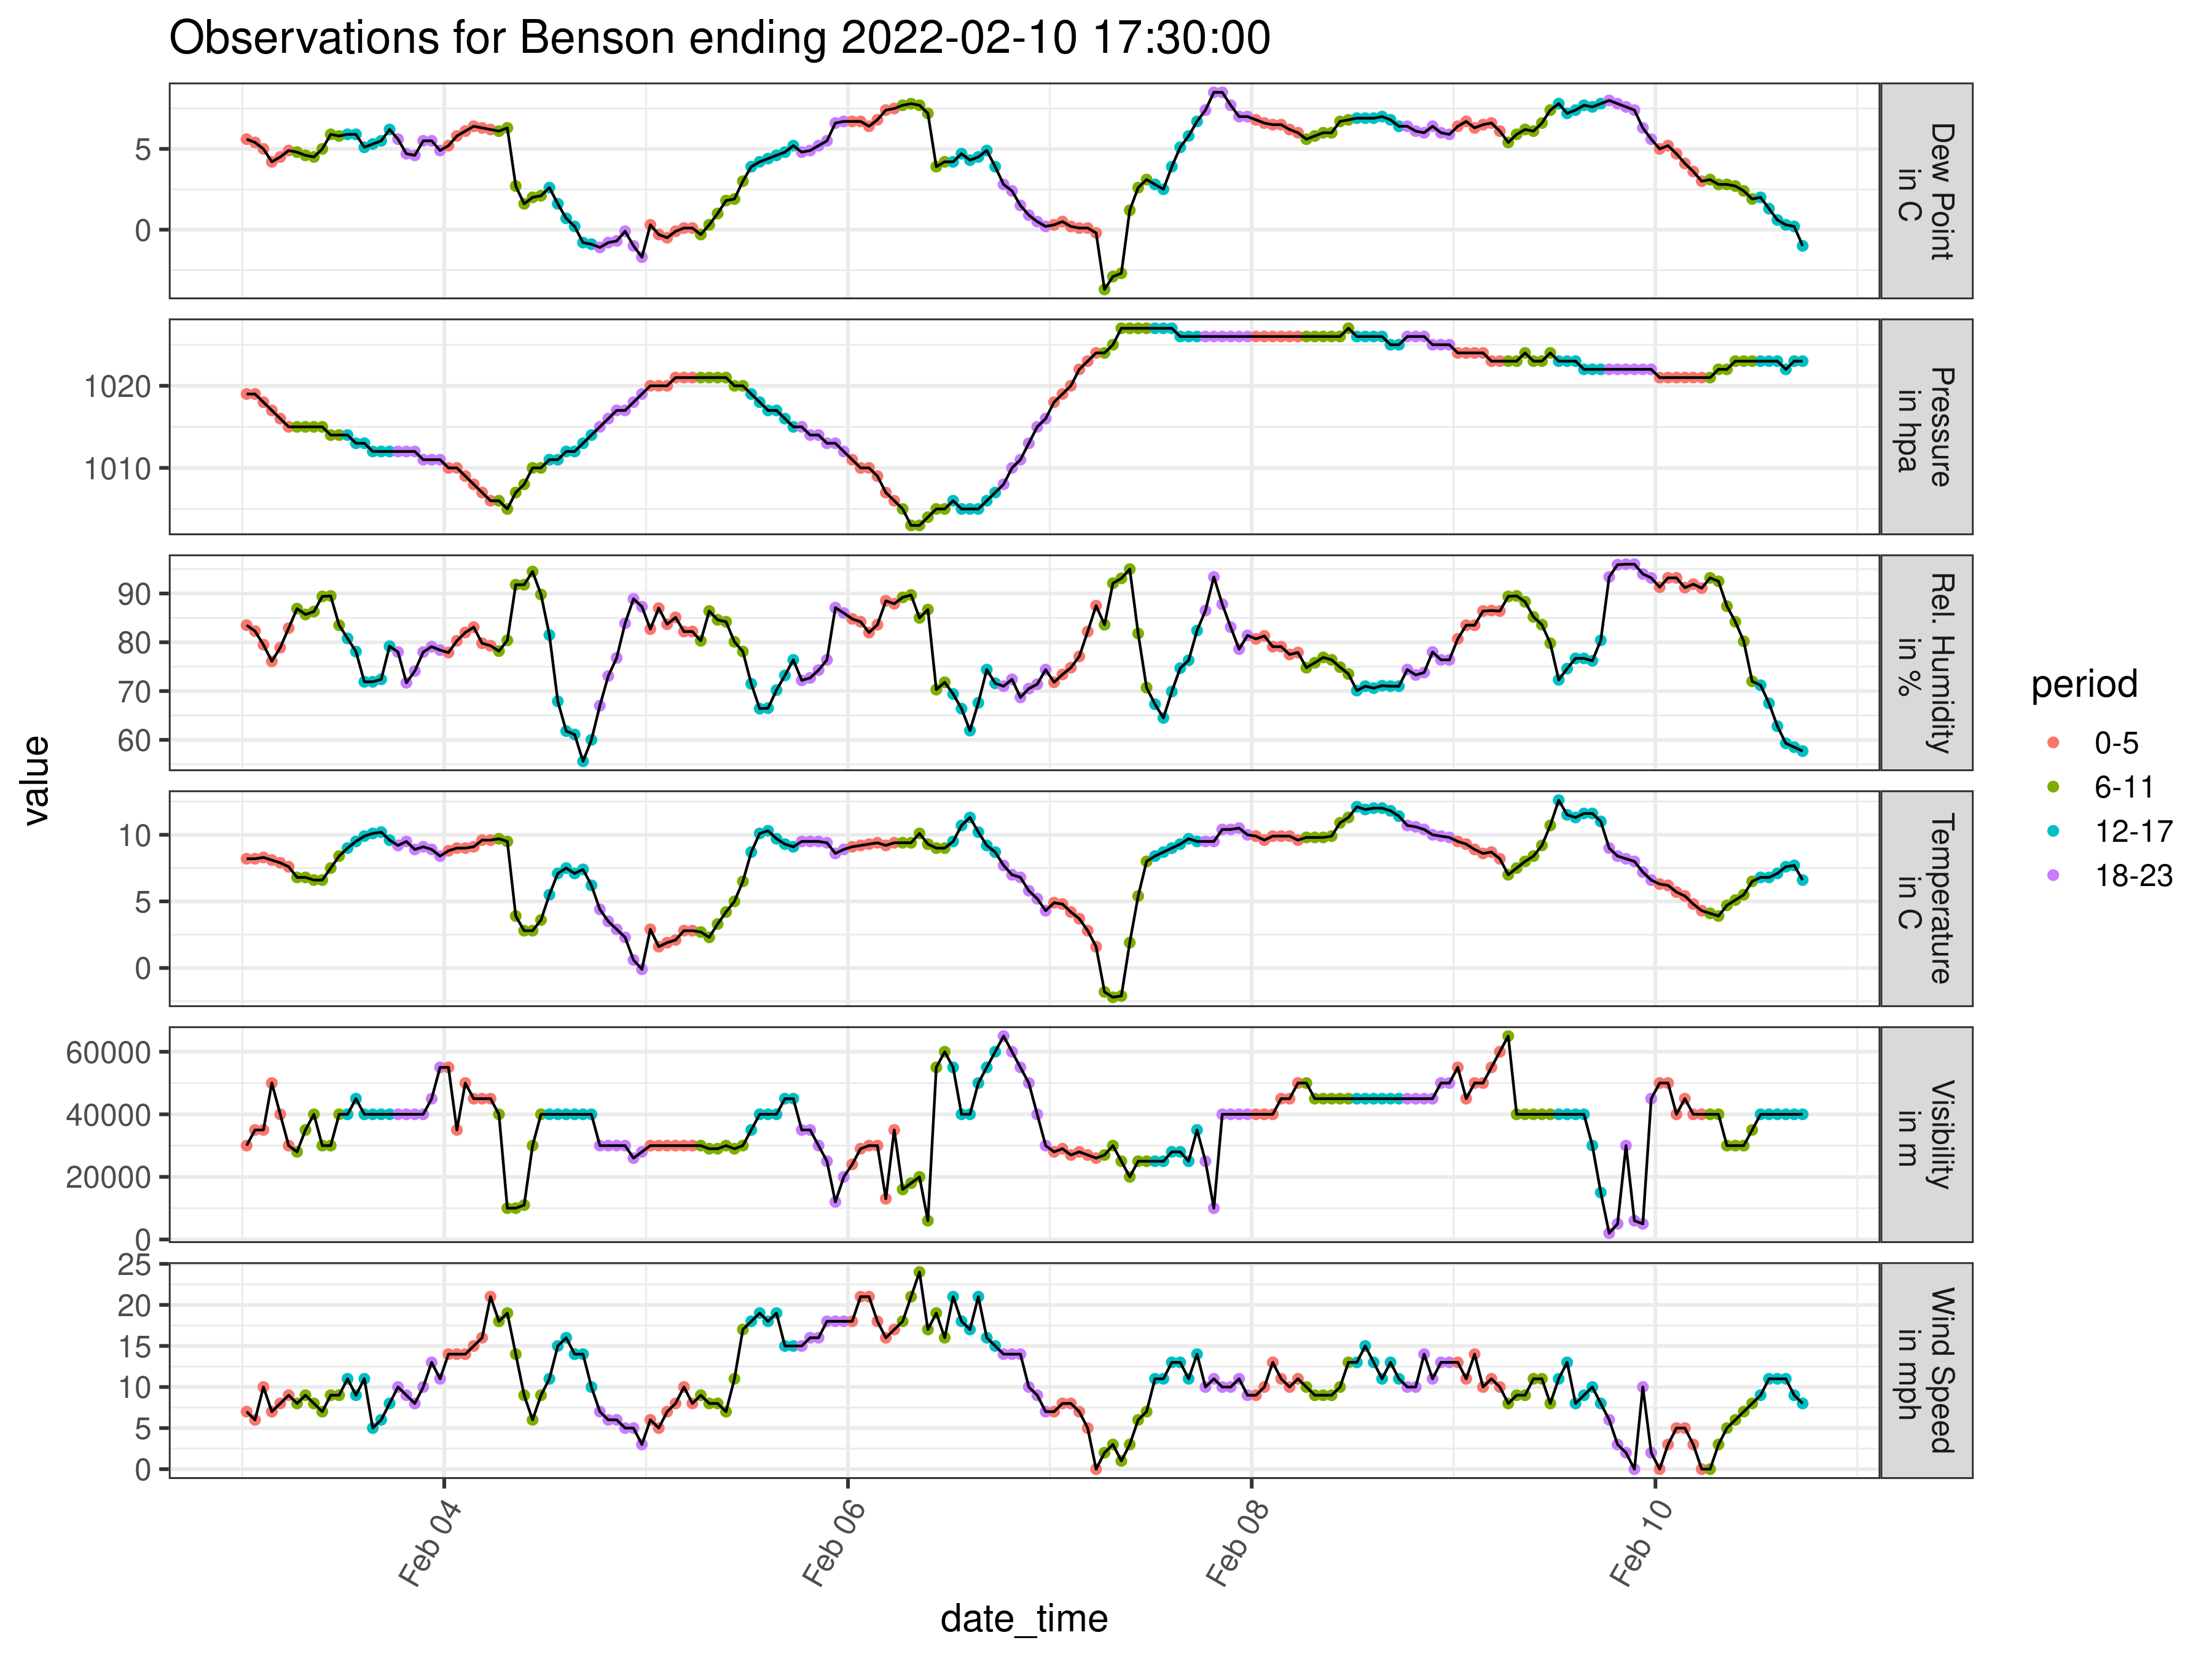 Observations for Benson ending 2022-02-10 17:30:00
value
5
0
Dew Point
in C
1020
1010
Pressure
in hpa
90
80
70
60
Rel. Humidity
in %
10
5
0
Temperature
in C
60000
40000
20000
0
Visibility
in m
25
20
15
10
5
0
Wind Speed
in mph
Feb 04
Feb 06
Feb 08
Feb 10
date_time
period
0-5
6-11
12-17
18-23